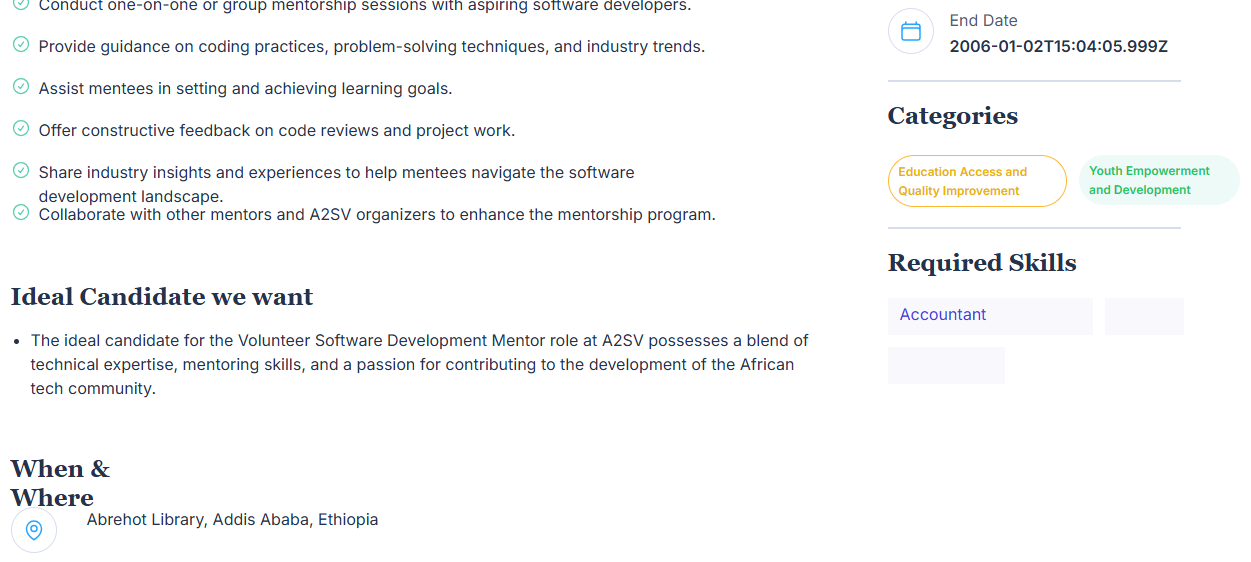 Conduct one-on-one or group mentorship sessions with aspiring software developers.
Provide guidance on coding practices, problem-solving techniques, and industry trends.
Assist mentees in setting and achieving learning goals.
Offer constructive feedback on code reviews and project work.
Share industry insights and experiences to help mentees navigate the software
development landscape.
Collaborate with other mentors and A2SV organizers to enhance the mentorship program.
Ideal Candidate we want
• The ideal candidate for the Volunteer Software Development Mentor role at A2SV possesses a blend of
technical expertise, mentoring skills, and a passion for contributing to the development of the African
tech community.
When &
Where
Abrehot Library, Addis Ababa, Ethiopia
End Date
2006-01-02T15:04:05.999Z
Categories
Education Access and
Quality Improvement
Youth Empowerment
and Development
Required Skills
Accountant